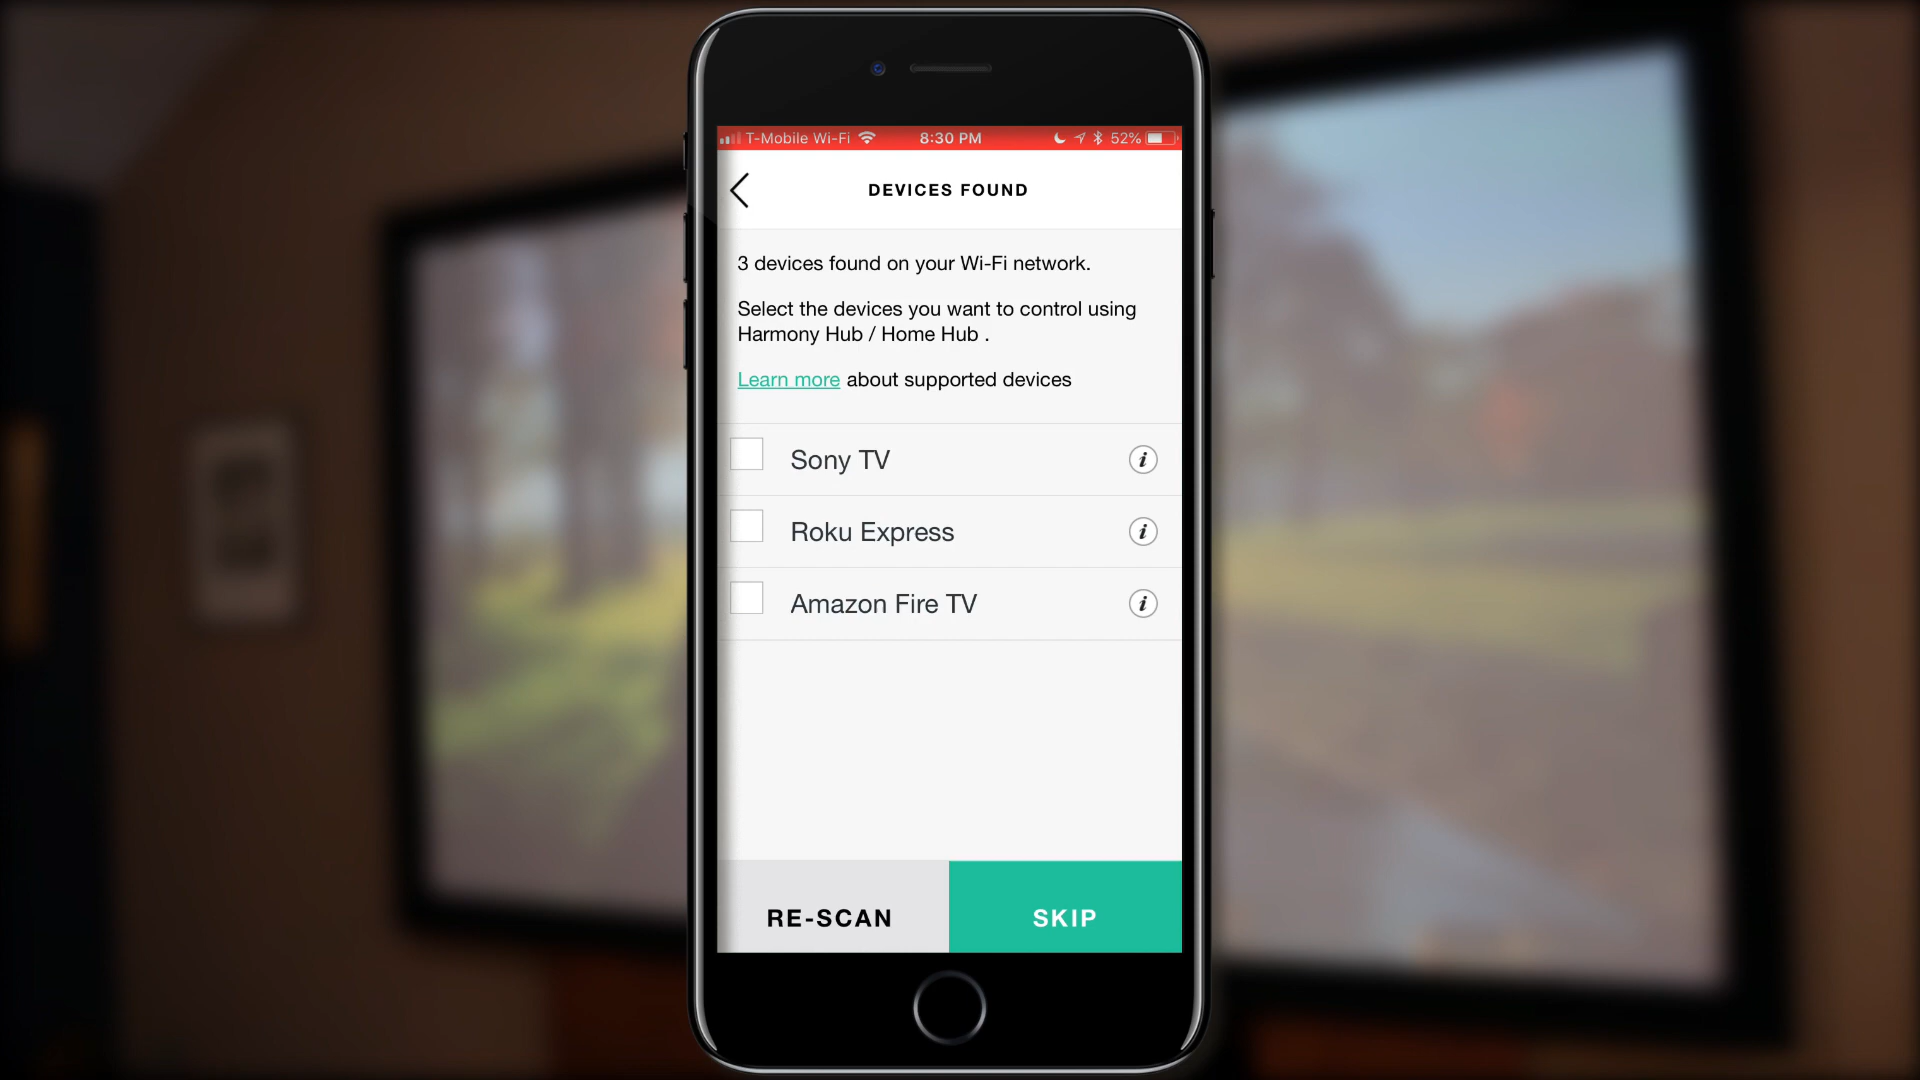 T-Mobile Wi-Fi 8:30 PM 52%
DEVICES FOUND
3 devices found on your Wi-Fi network.
Select the devices you want to control using
Harmony Hub / Home Hub .
Learn more about supported devices
Sony TV
Roku Express
Amazon Fire TV
RE-SCAN SKIP